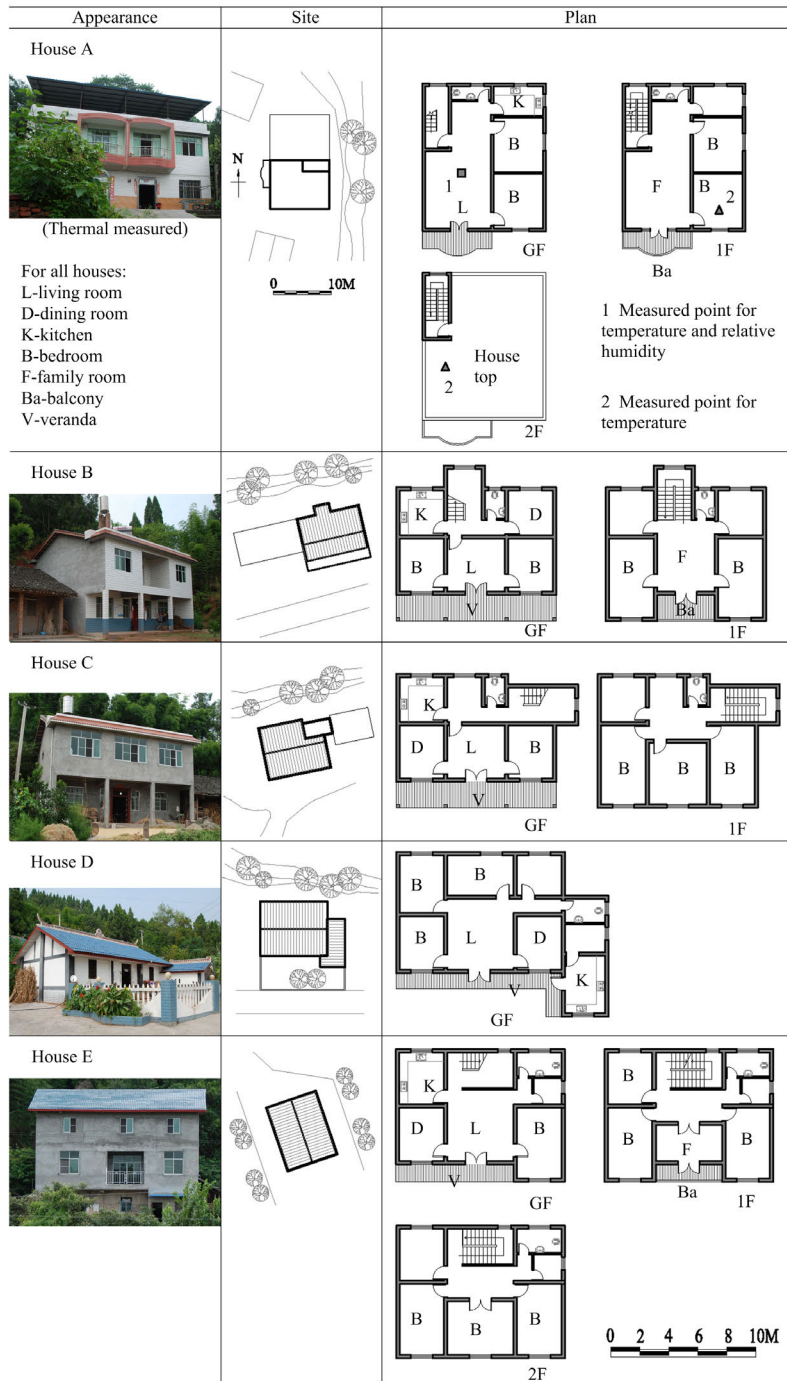 Appearance
Site
Plan
House A
(Thermal measured)
For all houses:
L-living room
D-dining room
K-kitchen
B-bedroom
F-family room
Ba-balcony
V-veranda
N
0 10M
K
B
1
L
B
GF
B
F
B
2
Ba
1F
2
House
top
2F
1 Measured point for
temperature and relative
humidity
2 Measured point for
temperature
House B
K
D
B
L
B
V
GF
F
B
B
Ba
1F
House C
K
D
L
B
V
GF
B
B
B
1F
House D
B
B
B
L
D
K
V
GF
House E
K
D
L
B
V
GF
B
B
F
B
Ba
1F
B
B
B
2F
0 2 4 6 8 10M